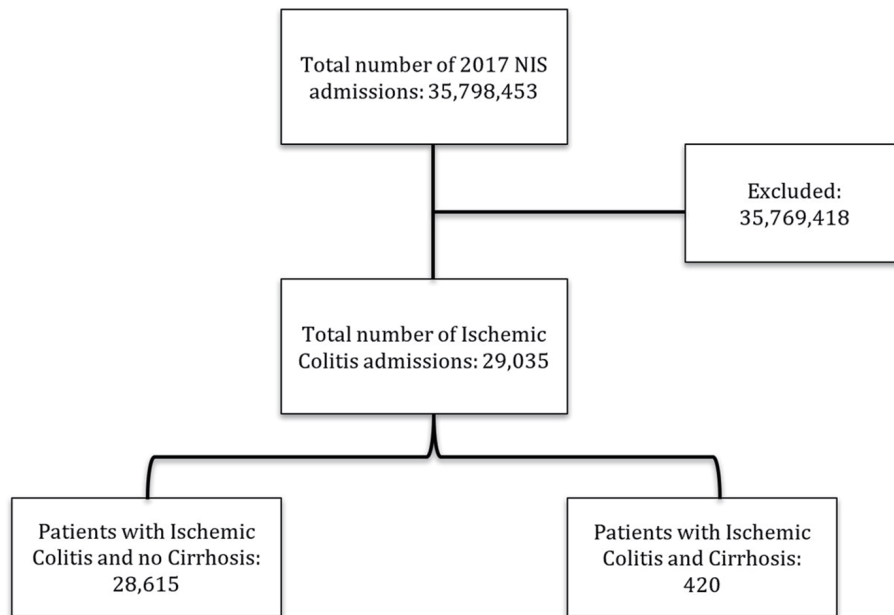 Total number of 2017 NIS
admissions: 35,798,453
Excluded:
35,769,418
Total number of Ischemic
Colitis admissions: 29,035
Patients with Ischemic
Colitis and no Cirrhosis:
28,615
Patients with Ischemic
Colitis and Cirrhosis:
420